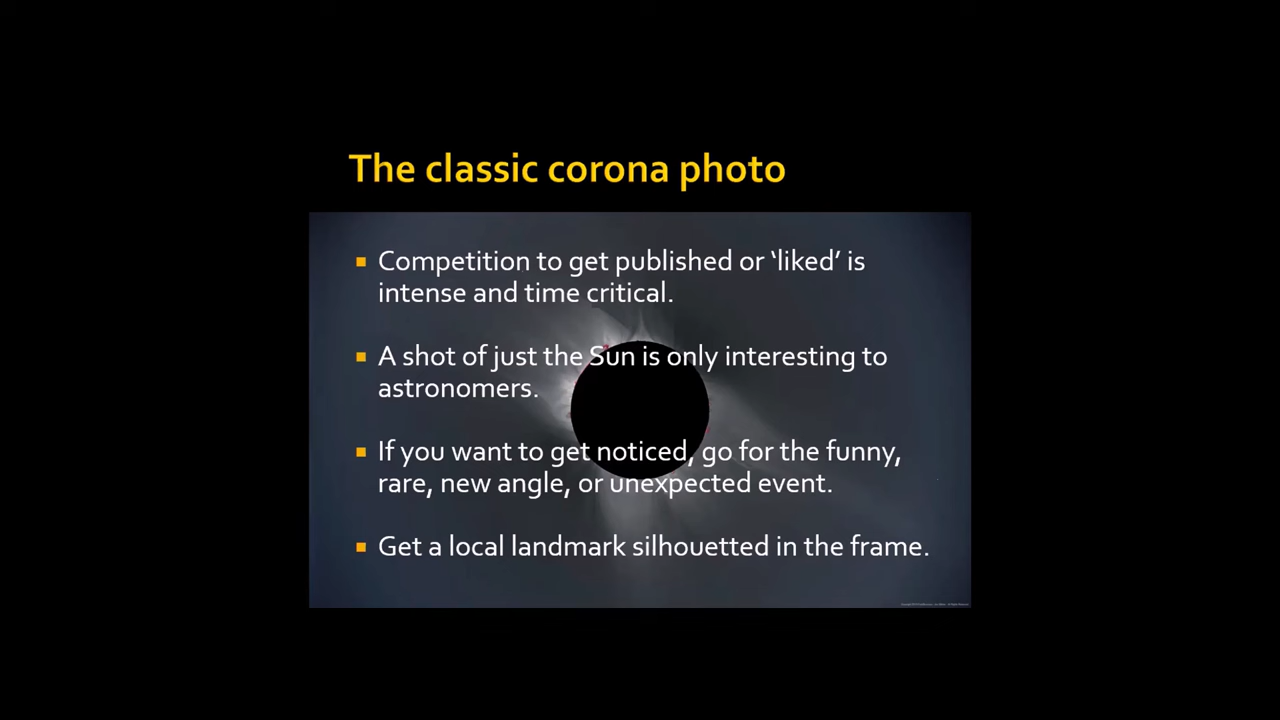 The classic corona photo
Competition to get published or ‘liked’ is
intense and time critical.
A shot of just the Sun is only interesting to
astronomers.
If you want to get noticed, go for the funny,
rare, new angle, or unexpected event.
Get a local landmark silhouetted in the frame.